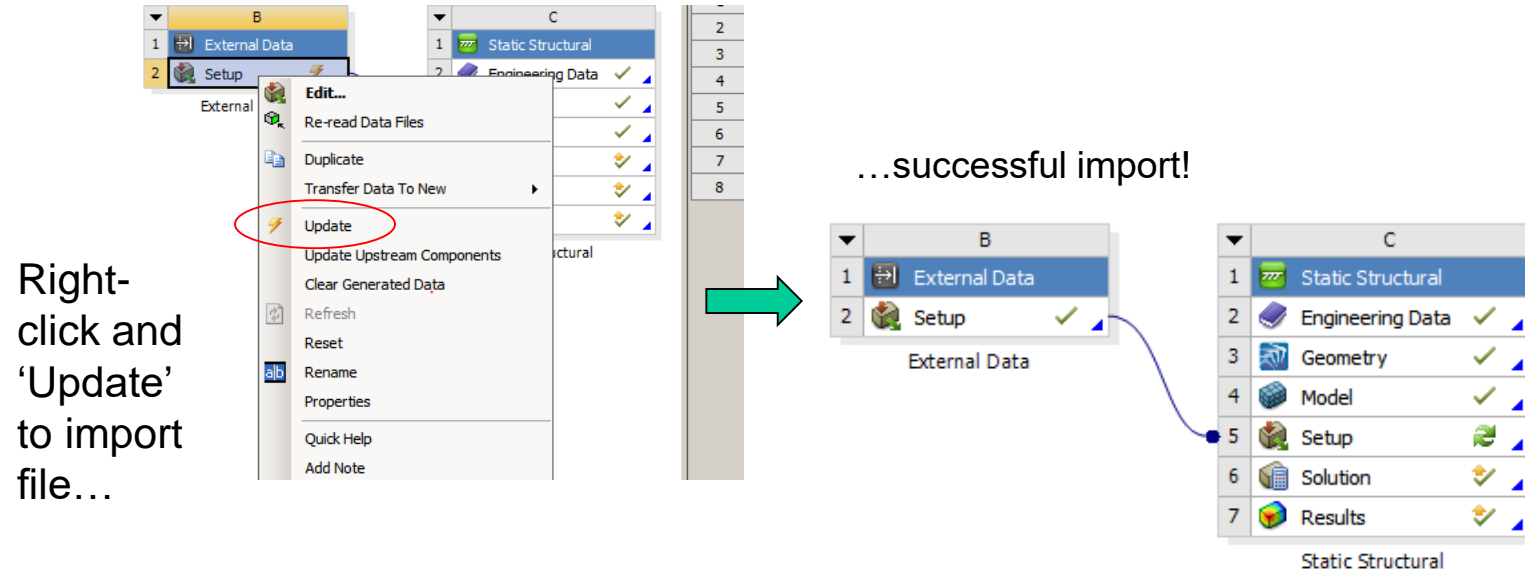 B
1 External Data
2 Setup
External
C
1 Static Structural
2 Engineering Data
Edit...
Re-read Data Files
Duplicate
Transfer Data To New
Update
Update Upstream Components
Clear Generated Data
Refresh
Reset
a|b Rename
Properties
Quick Help
Add Note
uctural
2
3
4
5
6
7
8
Right-
click and
‘Update’
to import
file…
…successful import!
B
1 External Data
2 Setup
External Data
C
1 Static Structural
2 Engineering Data
3 Geometry
4 Model
5 Setup
6 Solution
7 Results
Static Structural